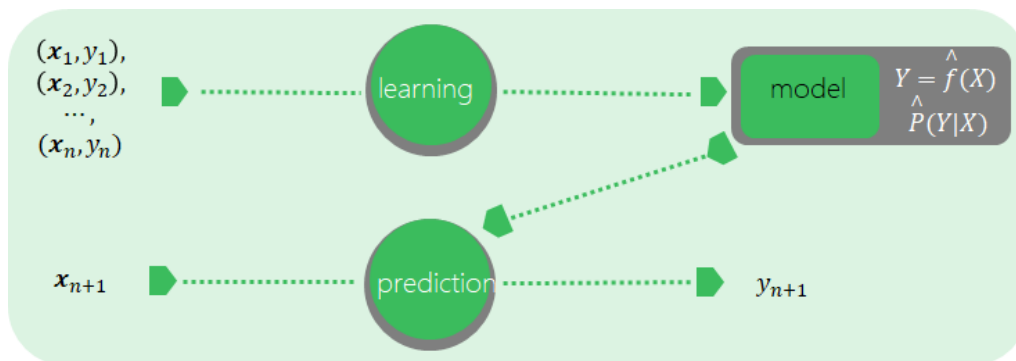 (x₁, y₁),
(x₂, y₂),
⋯,
(xₙ, yₙ)
learning
model
Y = f̂(X)
P̂(Y|X)
xₙ₊₁
prediction
yₙ₊₁